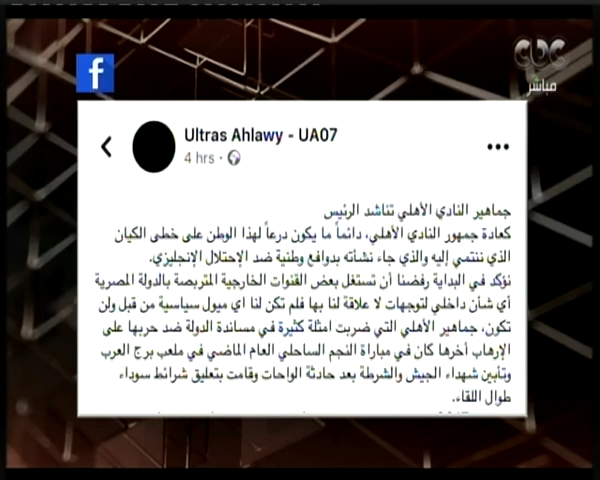 CBC
مباشر
f
Ultras Ahlawy - UA07
4 hrs ·
جماهير النادي الأهلي تناشد الرئيس
كعادة جمهور النادي الأهلي، دائماً ما يكون درعاً لهذا الوطن على خطى الكيان
الذي ننتمي إليه والذي جاء نشأته بدوافع وطنية ضد الإحتلال الإنجليزي.
نؤكد في البداية رفضنا أن تستغل بعض القنوات الخارجية المتربصة بالدولة المصرية
أي شأن داخلي لتوجهات لا علاقة لنا بها فلم تكن لنا اي ميول سياسية من قبل ولن
تكون، جماهير الأهلي التي ضربت امثلة كثيرة في مساندة الدولة ضد حربها على
الإرهاب أخرها كان في مباراة النجم الساحلي العام الماضي في ملعب برج العرب
وتأبين شهداء الجيش والشرطة بعد حادثة الواحات وقامت بتعليق شرائط سوداء
طوال اللقاء.